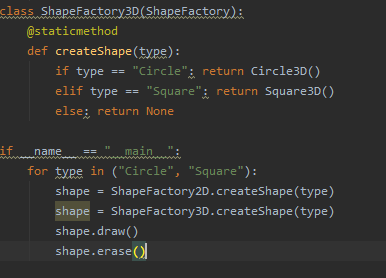 class ShapeFactory3D(ShapeFactory):
    @staticmethod
    def createShape(type):
        if type == "Circle": return Circle3D()
        elif type == "Square": return Square3D()
        else: return None
if __name__ == "__main__":
    for type in ("Circle", "Square"):
        shape = ShapeFactory2D.createShape(type)
        shape = ShapeFactory3D.createShape(type)
        shape.draw()
        shape.erase()